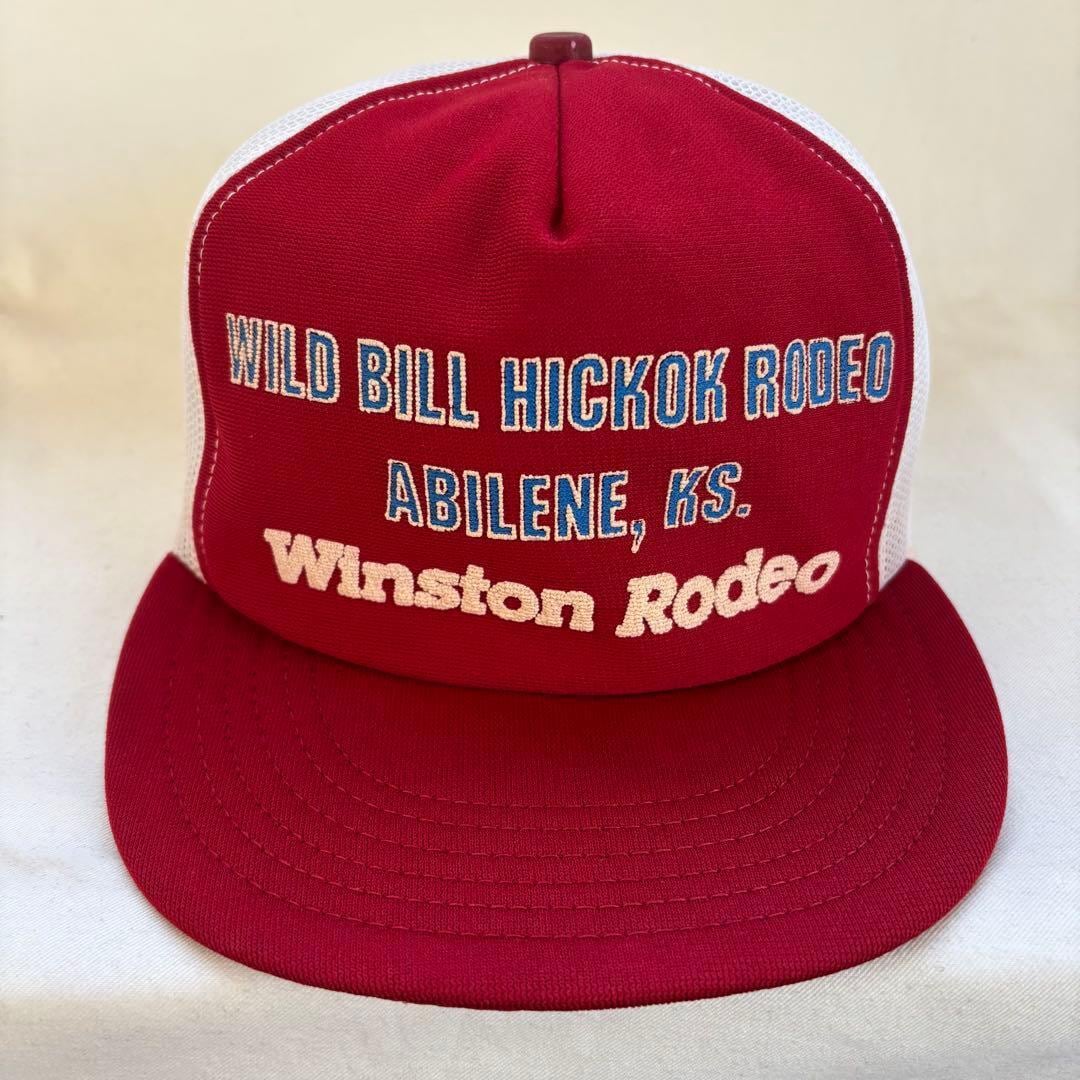 WILD BILL HICKOK RODEO
ABILENE, KS.
Winston Rodeo